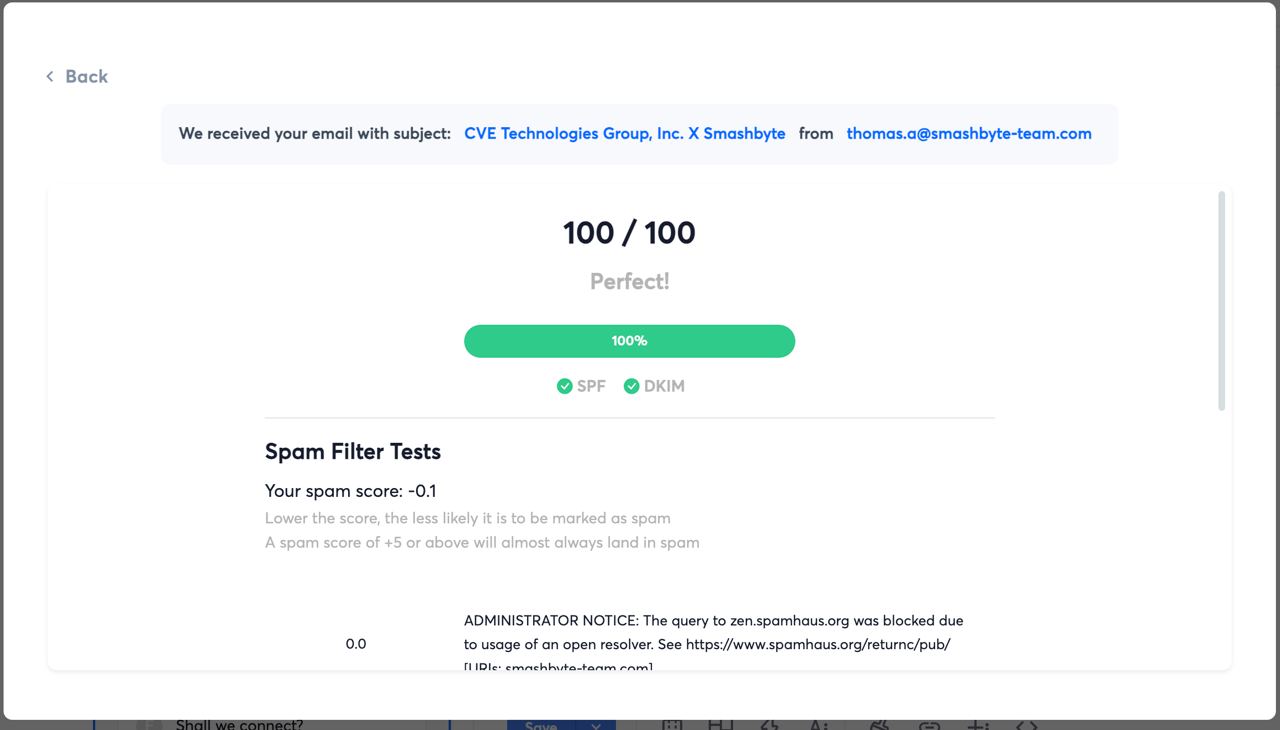 Back
We received your email with subject: CVE Technologies Group, Inc. X Smashbyte from thomas.a@smashbyte-team.com
100 / 100
Perfect!
100%
SPF DKIM
Spam Filter Tests
Your spam score: -0.1
Lower the score, the less likely it is to be marked as spam
A spam score of +5 or above will almost always land in spam
ADMINISTRATOR NOTICE: The query to zen.spamhaus.org was blocked due
0.0 to usage of an open resolver. See https://www.spamhaus.org/returnc/pub/
[URIs: smashbyte-team.com]
Shall we connect? Save